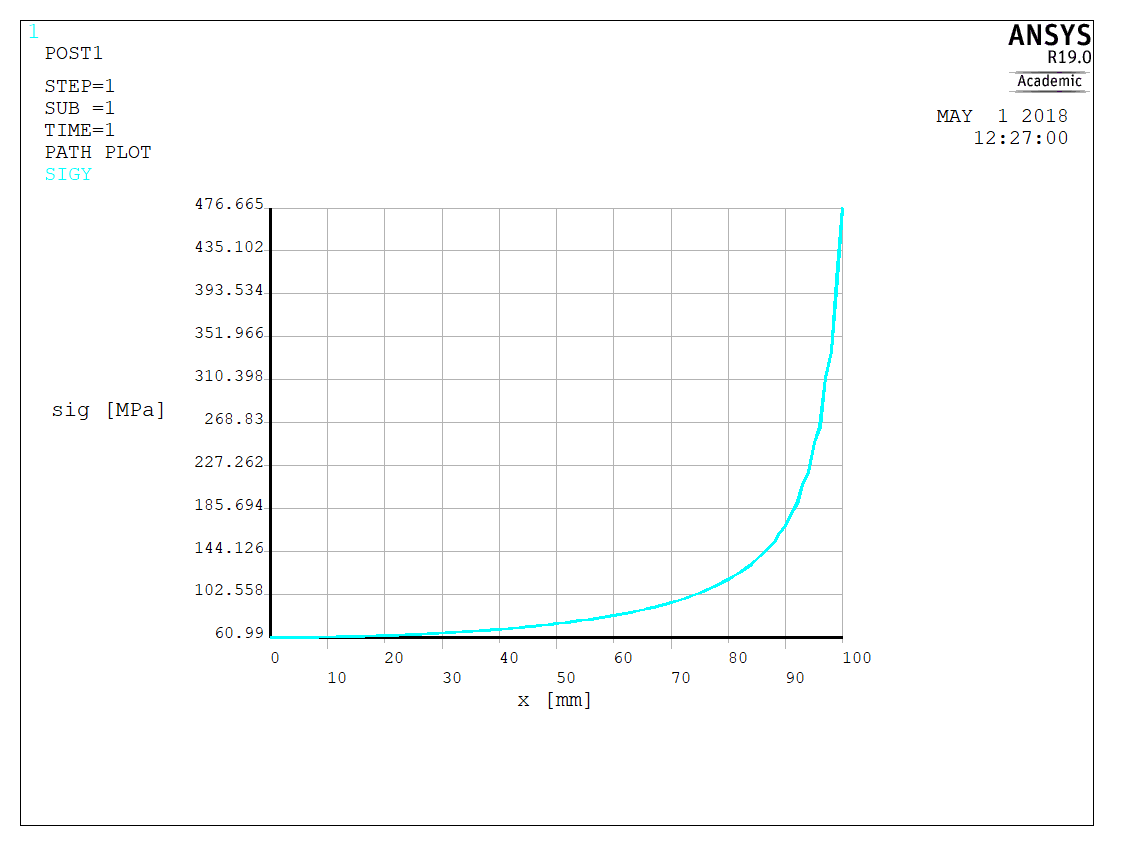 1
POST1
STEP=1
SUB =1
TIME=1
PATH PLOT
SIGY
ANSYS
R19.0
Academic
MAY 1 2018
12:27:00
476.665
435.102
393.534
351.966
310.398
sig [MPa]
268.83
227.262
185.694
144.126
102.558
60.99
0 20 40 60 80 100
10 30 50 70 90
x [mm]